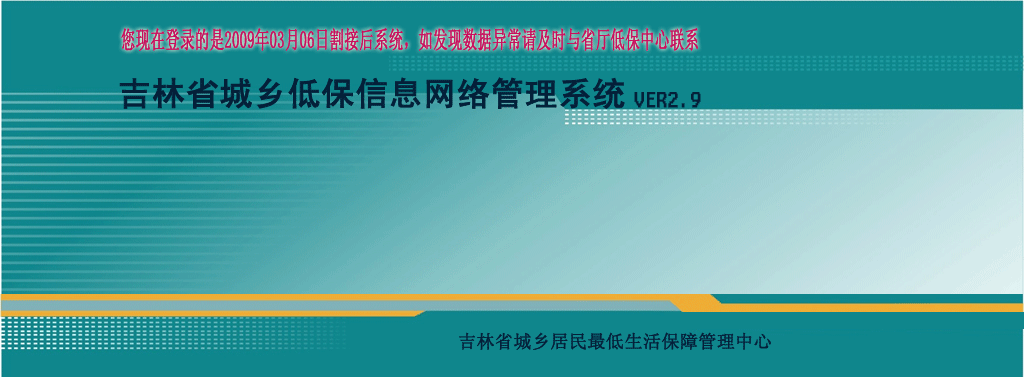 您现在登录的是2009年03月06日割接后系统，如发现数据异常请及时与省厅低保中心联系
吉林省城乡低保信息网络管理系统 VER2.9
吉林省城乡居民最低生活保障管理中心